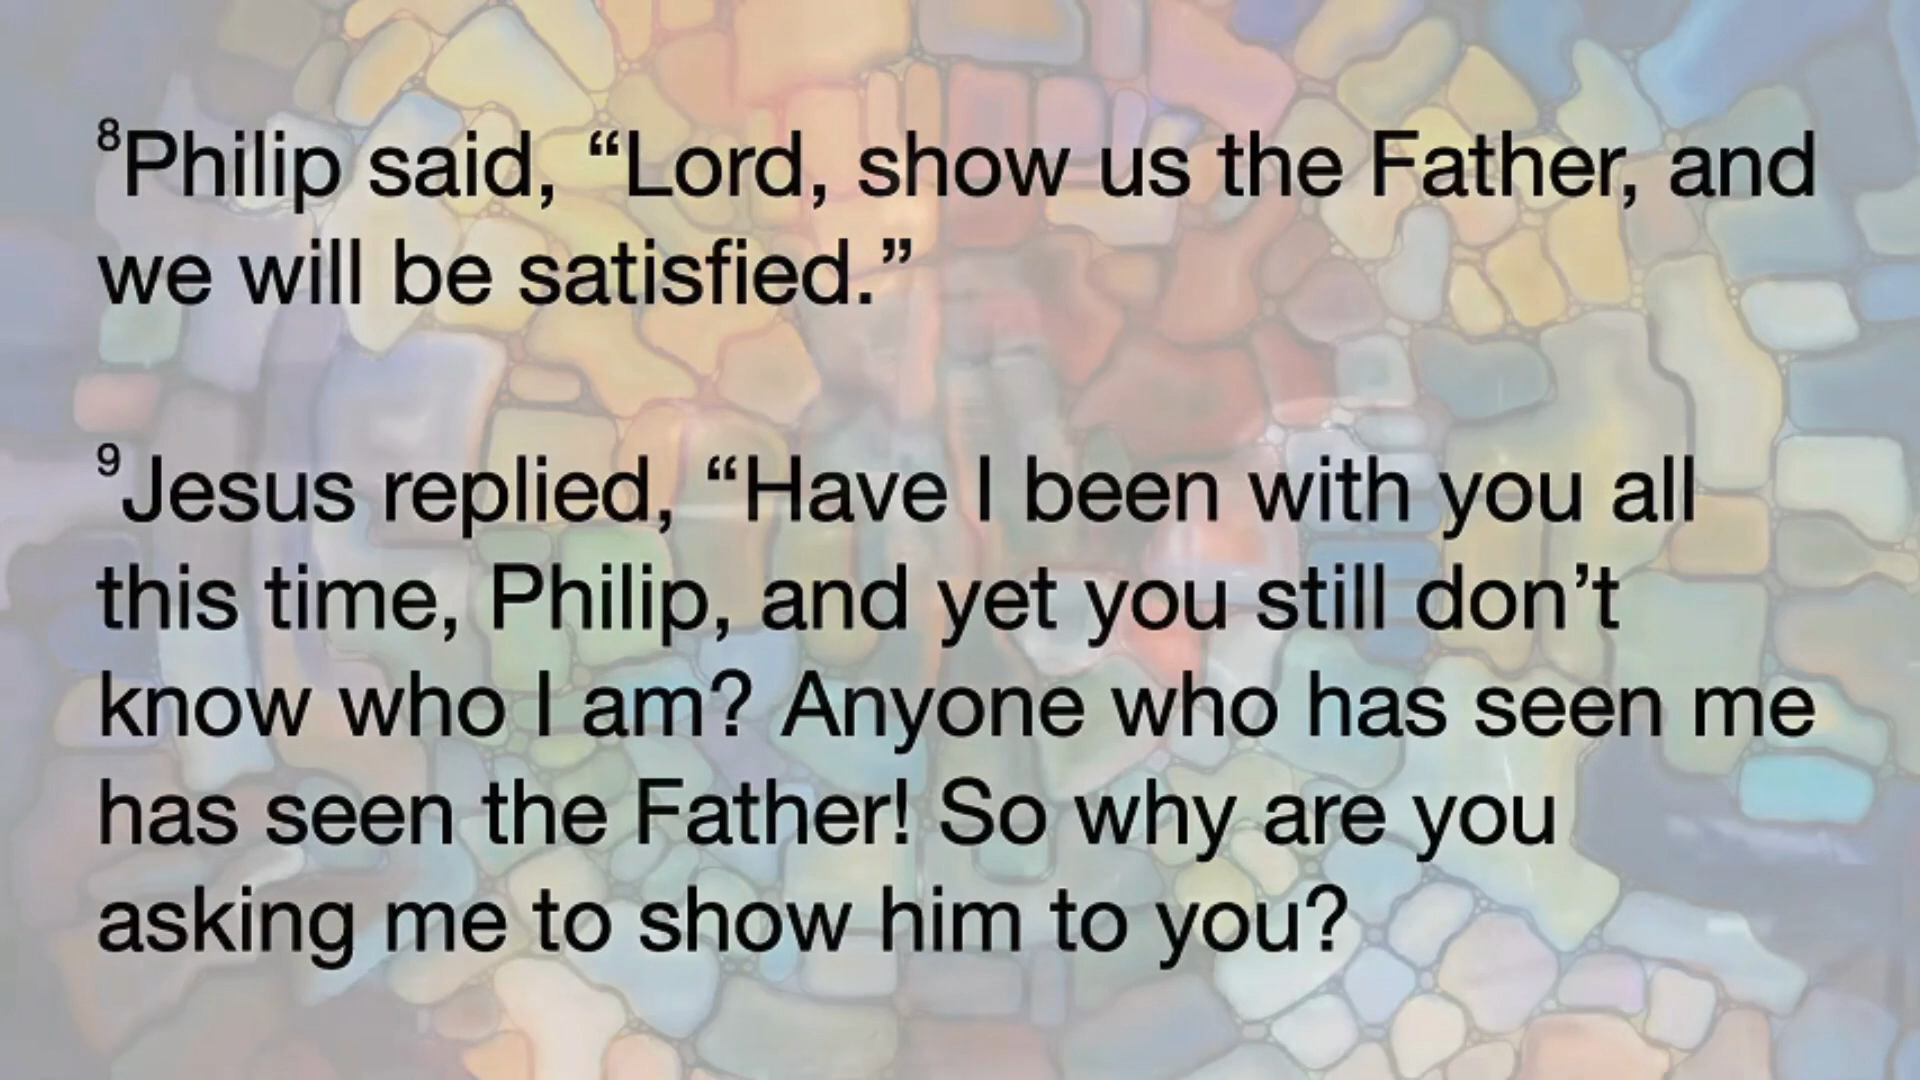 ⁸Philip said, “Lord, show us the Father, and
we will be satisfied.”
⁹Jesus replied, “Have I been with you all
this time, Philip, and yet you still don’t
know who I am? Anyone who has seen me
has seen the Father! So why are you
asking me to show him to you?